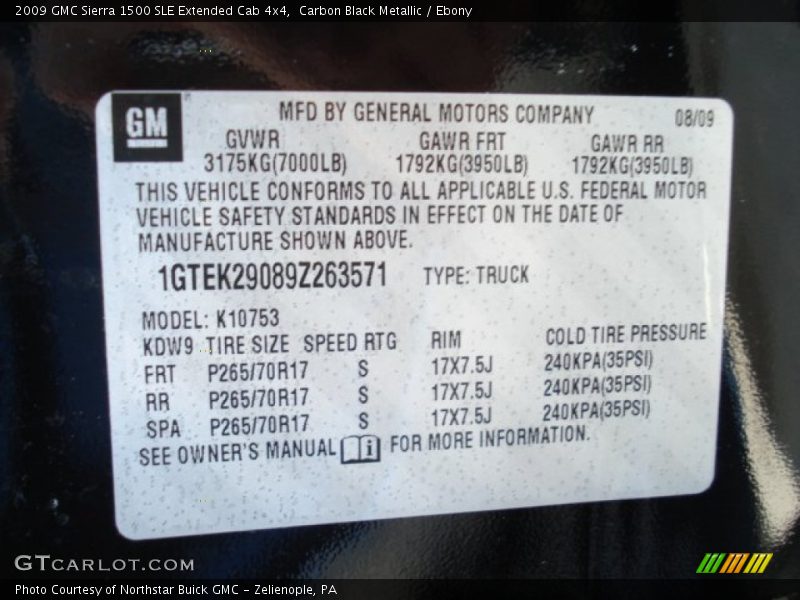 2009 GMC Sierra 1500 SLE Extended Cab 4x4,  Carbon Black Metallic / Ebony
GM MFD BY GENERAL MOTORS COMPANY 08/09
GVWR GAWR FRT GAWR RR
3175KG(7000LB) 1792KG(3950LB) 1792KG(3950LB)
THIS VEHICLE CONFORMS TO ALL APPLICABLE U.S. FEDERAL MOTOR
VEHICLE SAFETY STANDARDS IN EFFECT ON THE DATE OF
MANUFACTURE SHOWN ABOVE.
1GTEK29089Z263571 TYPE: TRUCK
MODEL: K10753
KDW9 TIRE SIZE SPEED RTG RIM COLD TIRE PRESSURE
FRT P265/70R17 S 17X7.5J 240KPA(35PSI)
RR P265/70R17 S 17X7.5J 240KPA(35PSI)
SPA P265/70R17 S 17X7.5J 240KPA(35PSI)
SEE OWNER'S MANUAL i FOR MORE INFORMATION.
GTCARLOT.COM
Photo Courtesy of Northstar Buick GMC - Zelienople, PA